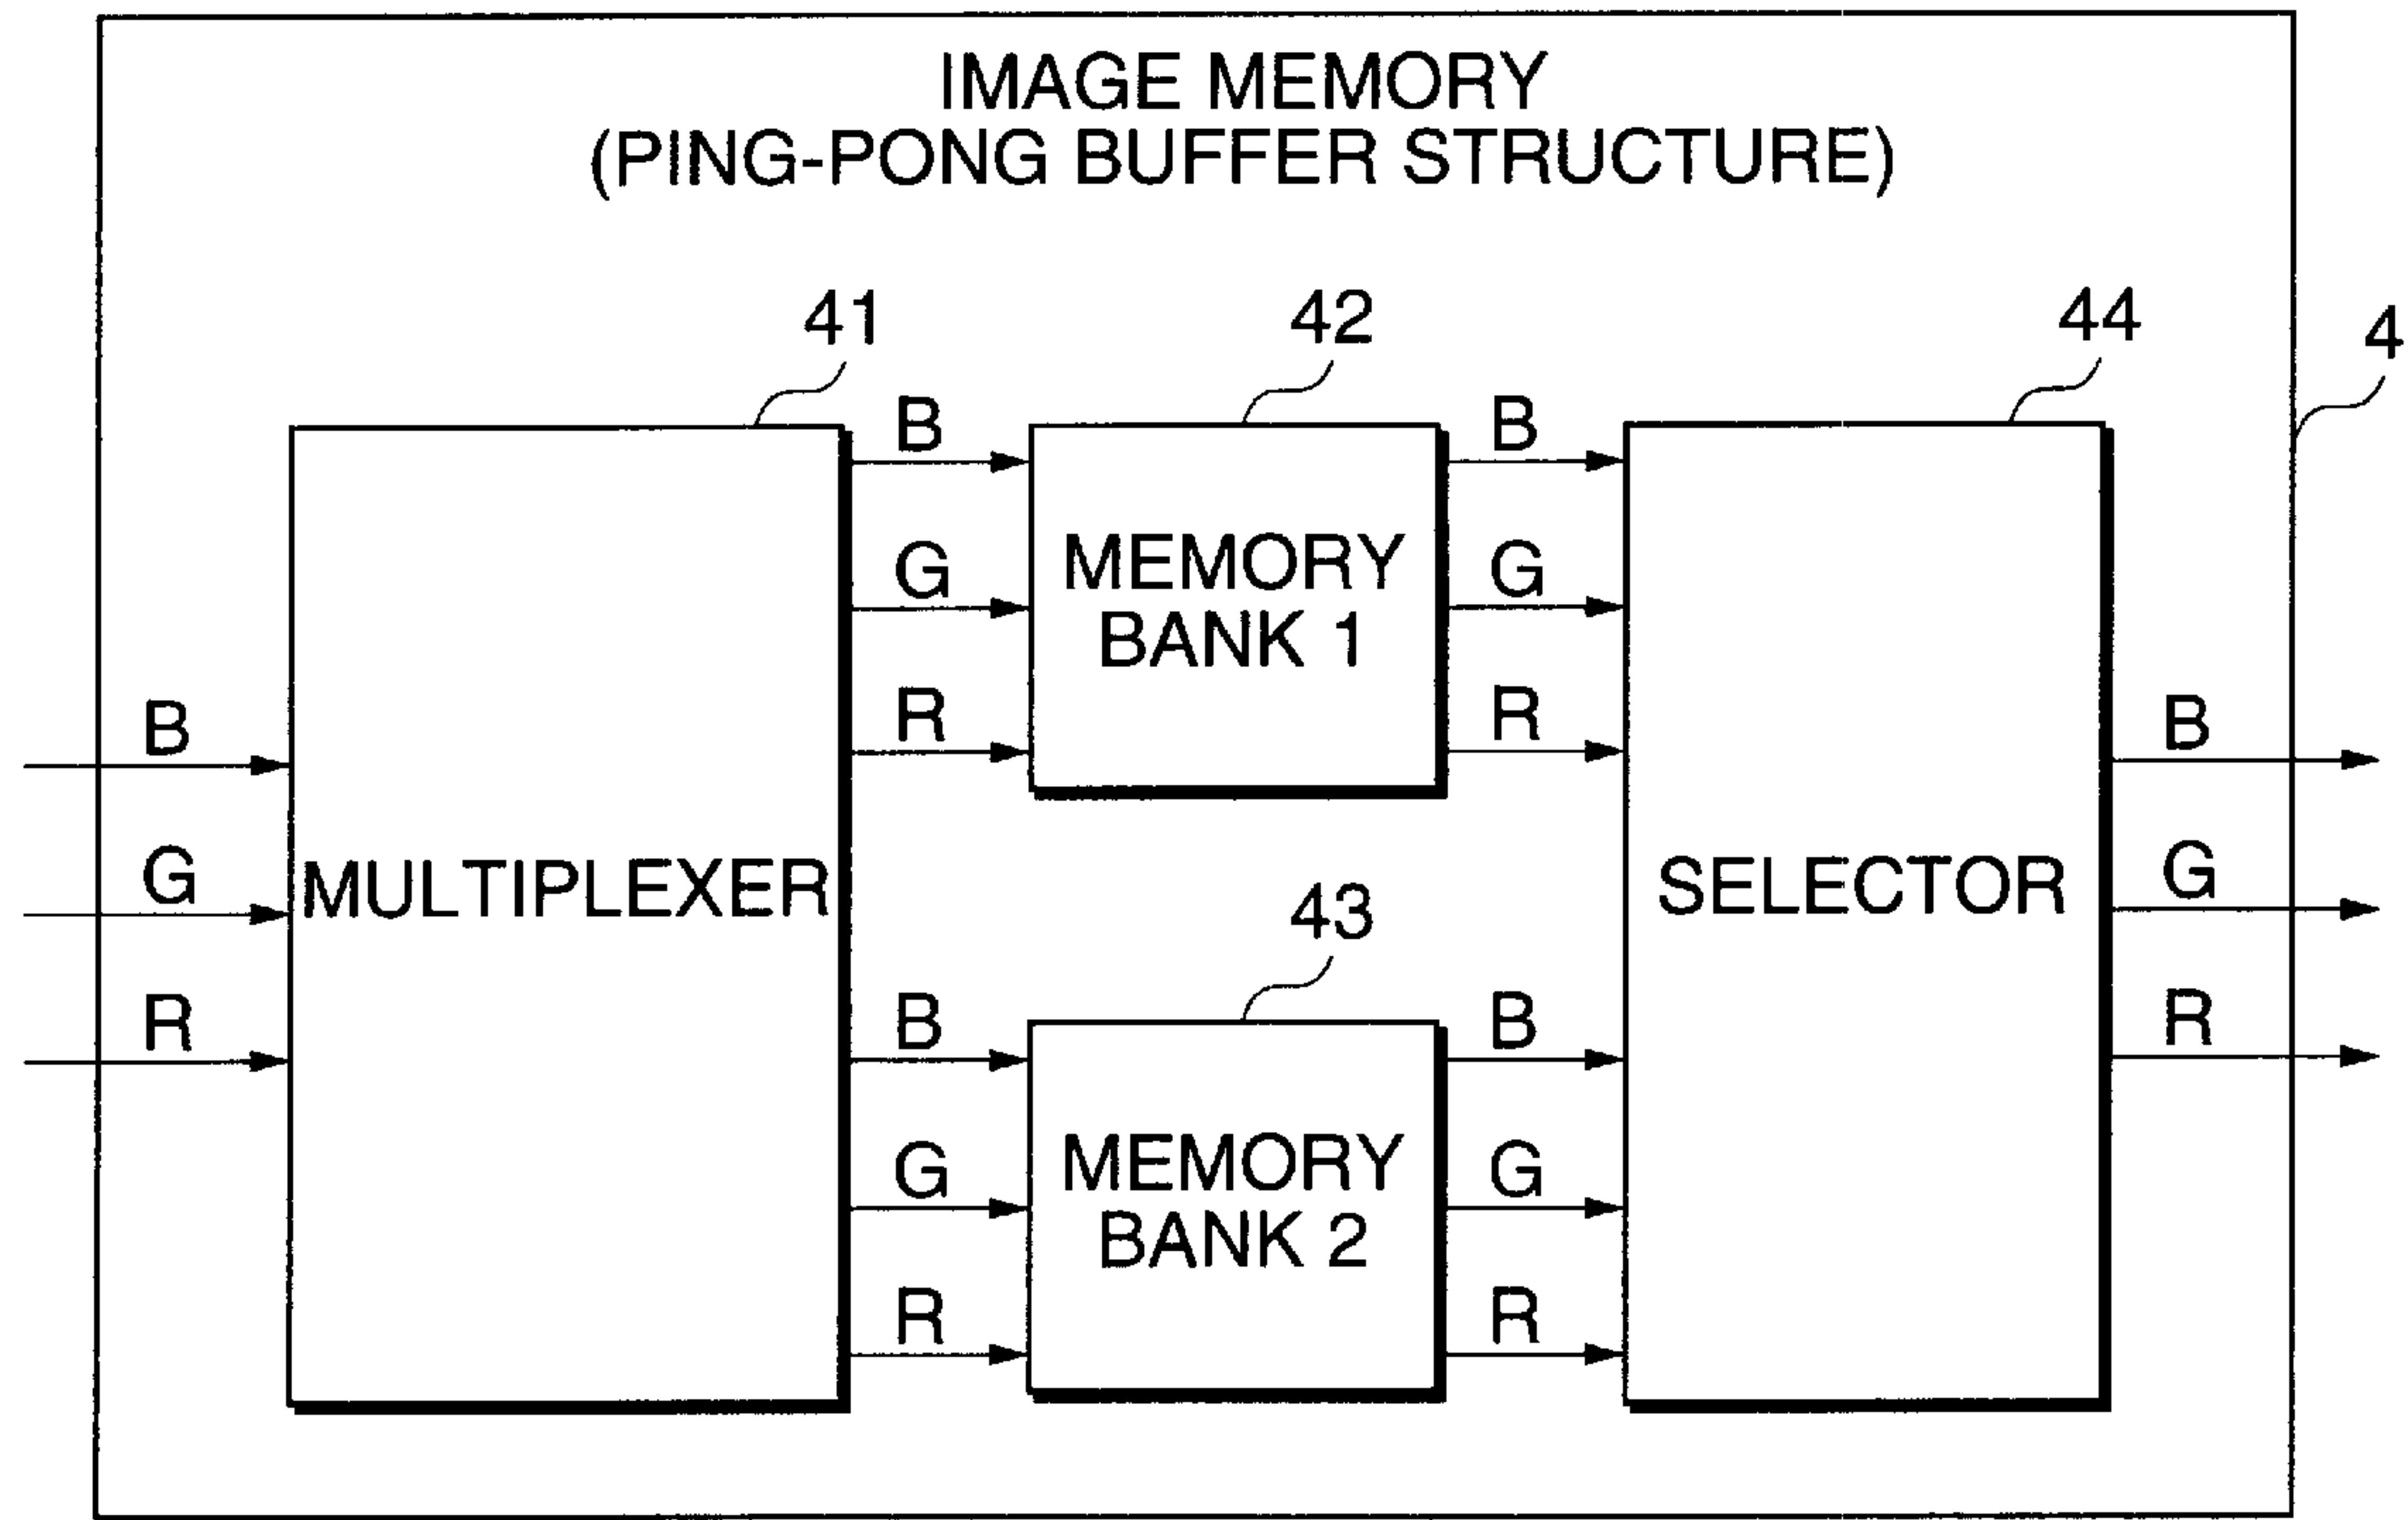 IMAGE MEMORY
(PING-PONG BUFFER STRUCTURE)
41
42
44
4
B
B
G
MEMORY
G
BANK 1
R
R
B
B
G
MULTIPLEXER
SELECTOR
G
43
R
B
B
R
G
MEMORY
G
BANK 2
R
R